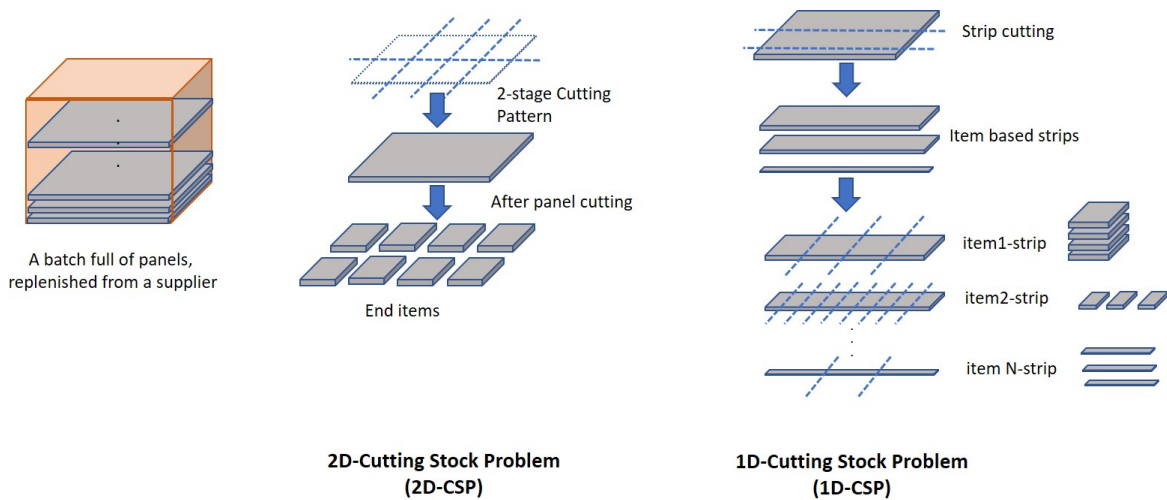 A batch full of panels,
replenished from a supplier
2-stage Cutting
Pattern
After panel cutting
End items
2D-Cutting Stock Problem
(2D-CSP)
Strip cutting
Item based strips
item1-strip
item2-strip
item N-strip
1D-Cutting Stock Problem
(1D-CSP)